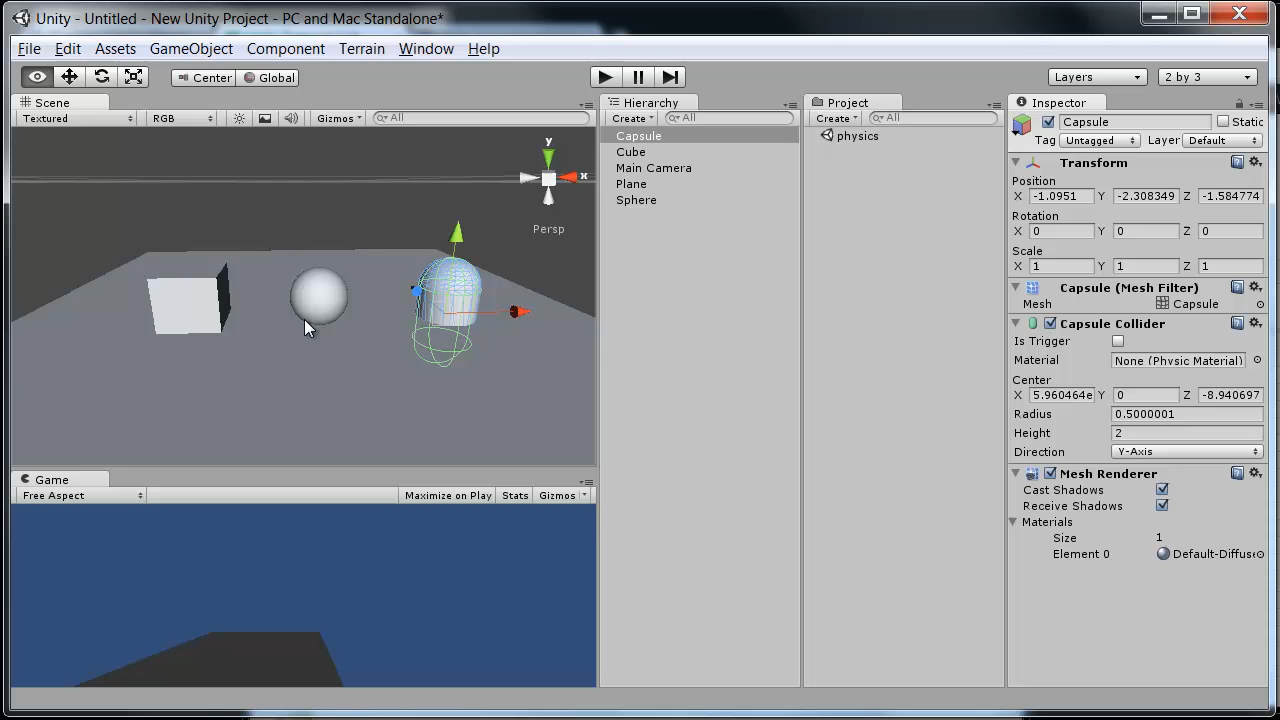 Unity - Untitled - New Unity Project - PC and Mac Standalone*
File Edit Assets GameObject Component Terrain Window Help
Center Global Layers 2 by 3
Scene
Textured RGB Gizmos All
y
x
Persp
Game
Free Aspect Maximize on Play Stats Gizmos
Hierarchy
Create All
Capsule
Cube
Main Camera
Plane
Sphere
Project
Create All
physics
Inspector
Capsule Static
Tag Untagged Layer Default
Transform
Position
X -1.0951 Y -2.308349 Z -1.584774
Rotation
X 0 Y 0 Z 0
Scale
X 1 Y 1 Z 1
Capsule (Mesh Filter)
Mesh Capsule
Capsule Collider
Is Trigger
Material None (Physic Material)
Center
X 5.960464e Y 0 Z -8.940697
Radius 0.5000001
Height 2
Direction Y-Axis
Mesh Renderer
Cast Shadows
Receive Shadows
Materials
Size 1
Element 0 Default-Diffuse